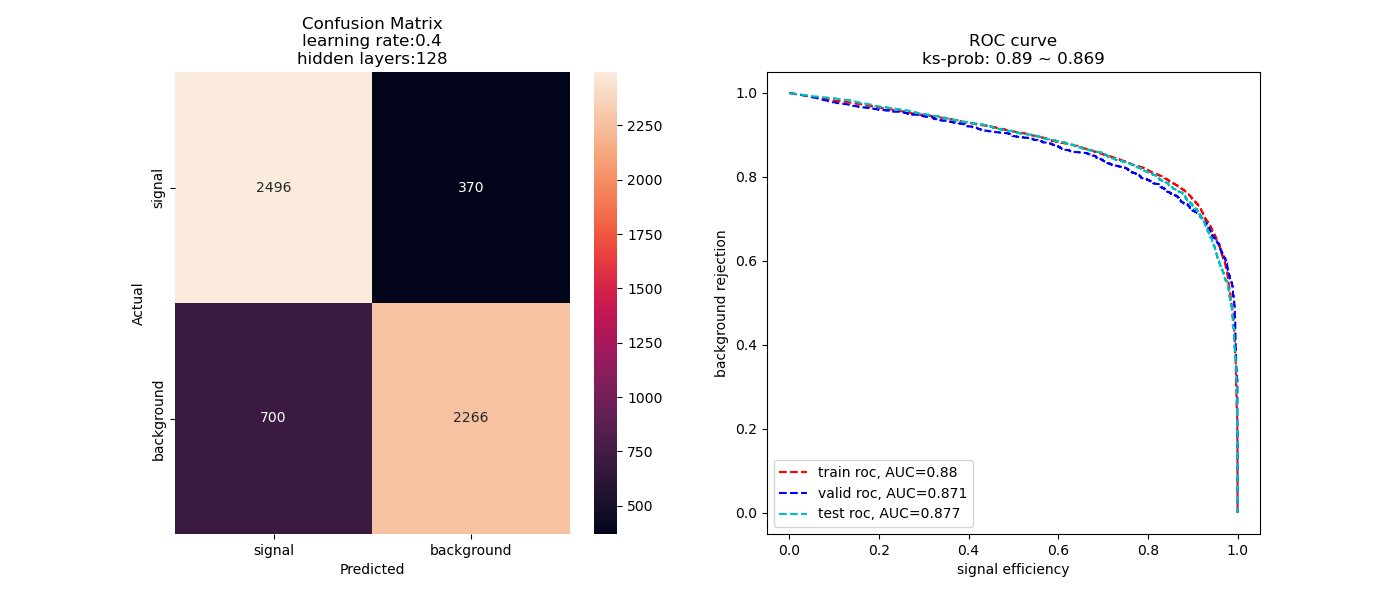 Confusion Matrix
learning rate:0.4
hidden layers:128
signal
background
Actual
2496
370
700
2266
signal
background
Predicted
2250
2000
1750
1500
1250
1000
750
500
ROC curve
ks-prob: 0.89 ~ 0.869
1.0
0.8
0.6
0.4
0.2
0.0
background rejection
train roc, AUC=0.88
valid roc, AUC=0.871
test roc, AUC=0.877
0.0
0.2
0.4
0.6
0.8
1.0
signal efficiency